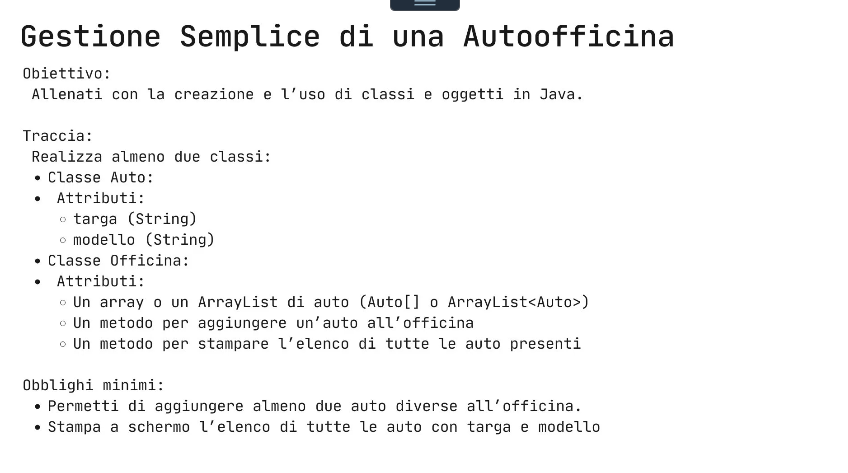 Gestione Semplice di una Autoofficina
Obiettivo:
Allenati con la creazione e l’uso di classi e oggetti in Java.
Traccia:
Realizza almeno due classi:
• Classe Auto:
• Attributi:
◦ targa (String)
◦ modello (String)
• Classe Officina:
• Attributi:
◦ Un array o un ArrayList di auto (Auto[] o ArrayList<Auto>)
◦ Un metodo per aggiungere un’auto all’officina
◦ Un metodo per stampare l’elenco di tutte le auto presenti
Obblighi minimi:
• Permetti di aggiungere almeno due auto diverse all’officina.
• Stampa a schermo l’elenco di tutte le auto con targa e modello